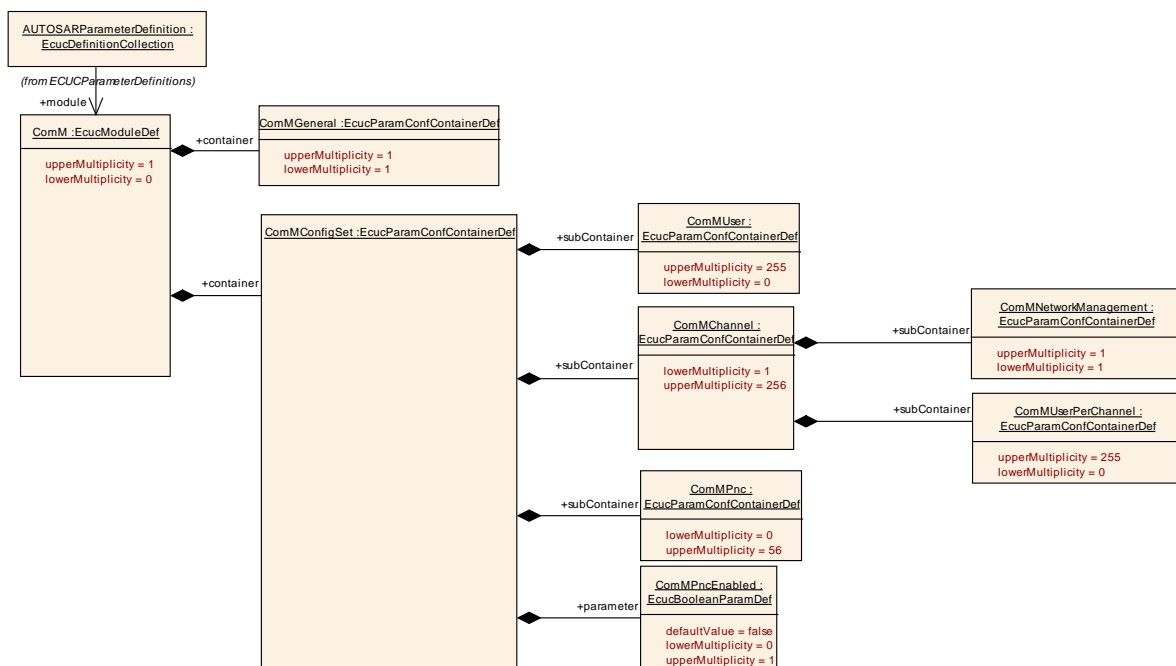 AUTOSARParameterDefinition :
EcucDefinitionCollection
(from ECUCParameterDefinitions)
+module
ComM :EcucModuleDef
upperMultiplicity = 1
lowerMultiplicity = 0
+container
ComMGeneral :EcucParamConfContainerDef
upperMultiplicity = 1
lowerMultiplicity = 1
+container
ComMConfigSet :EcucParamConfContainerDef
+subContainer
ComMUser :
EcucParamConfContainerDef
upperMultiplicity = 255
lowerMultiplicity = 0
+subContainer
ComMChannel :
EcucParamConfContainerDef
lowerMultiplicity = 1
upperMultiplicity = 256
+subContainer
ComMNetworkManagement :
EcucParamConfContainerDef
upperMultiplicity = 1
lowerMultiplicity = 1
+subContainer
ComMUserPerChannel :
EcucParamConfContainerDef
upperMultiplicity = 255
lowerMultiplicity = 0
+subContainer
ComMPnc :
EcucParamConfContainerDef
lowerMultiplicity = 0
upperMultiplicity = 56
+parameter
ComMPncEnabled :
EcucBooleanParamDef
defaultValue = false
lowerMultiplicity = 0
upperMultiplicity = 1